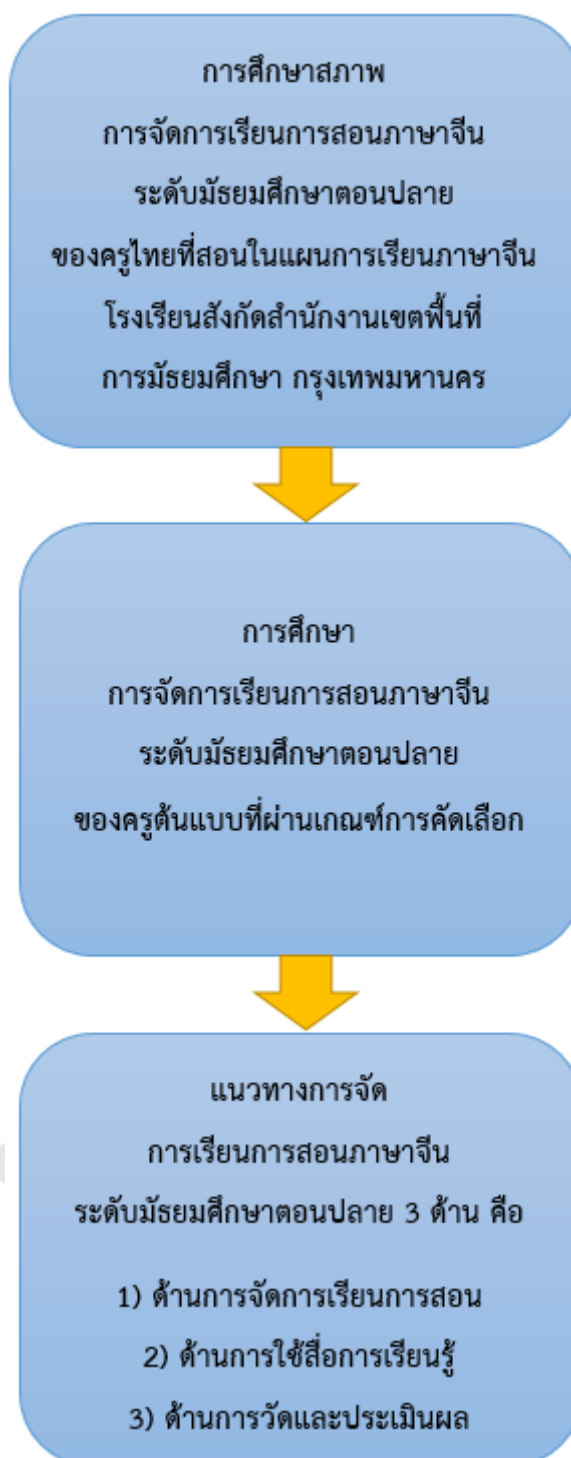 การศึกษาสภาพ
การจัดการเรียนการสอนภาษาจีน
ระดับมัธยมศึกษาตอนปลาย
ของครูไทยที่สอนในแผนการเรียนภาษาจีน
โรงเรียนสังกัดสำนักงานเขตพื้นที่
การมัธยมศึกษา กรุงเทพมหานคร
การศึกษา
การจัดการเรียนการสอนภาษาจีน
ระดับมัธยมศึกษาตอนปลาย
ของครูต้นแบบที่ผ่านเกณฑ์การคัดเลือก
แนวทางการจัด
การเรียนการสอนภาษาจีน
ระดับมัธยมศึกษาตอนปลาย 3 ด้าน คือ
1) ด้านการจัดการเรียนการสอน
2) ด้านการใช้สื่อการเรียนรู้
3) ด้านการวัดและประเมินผล